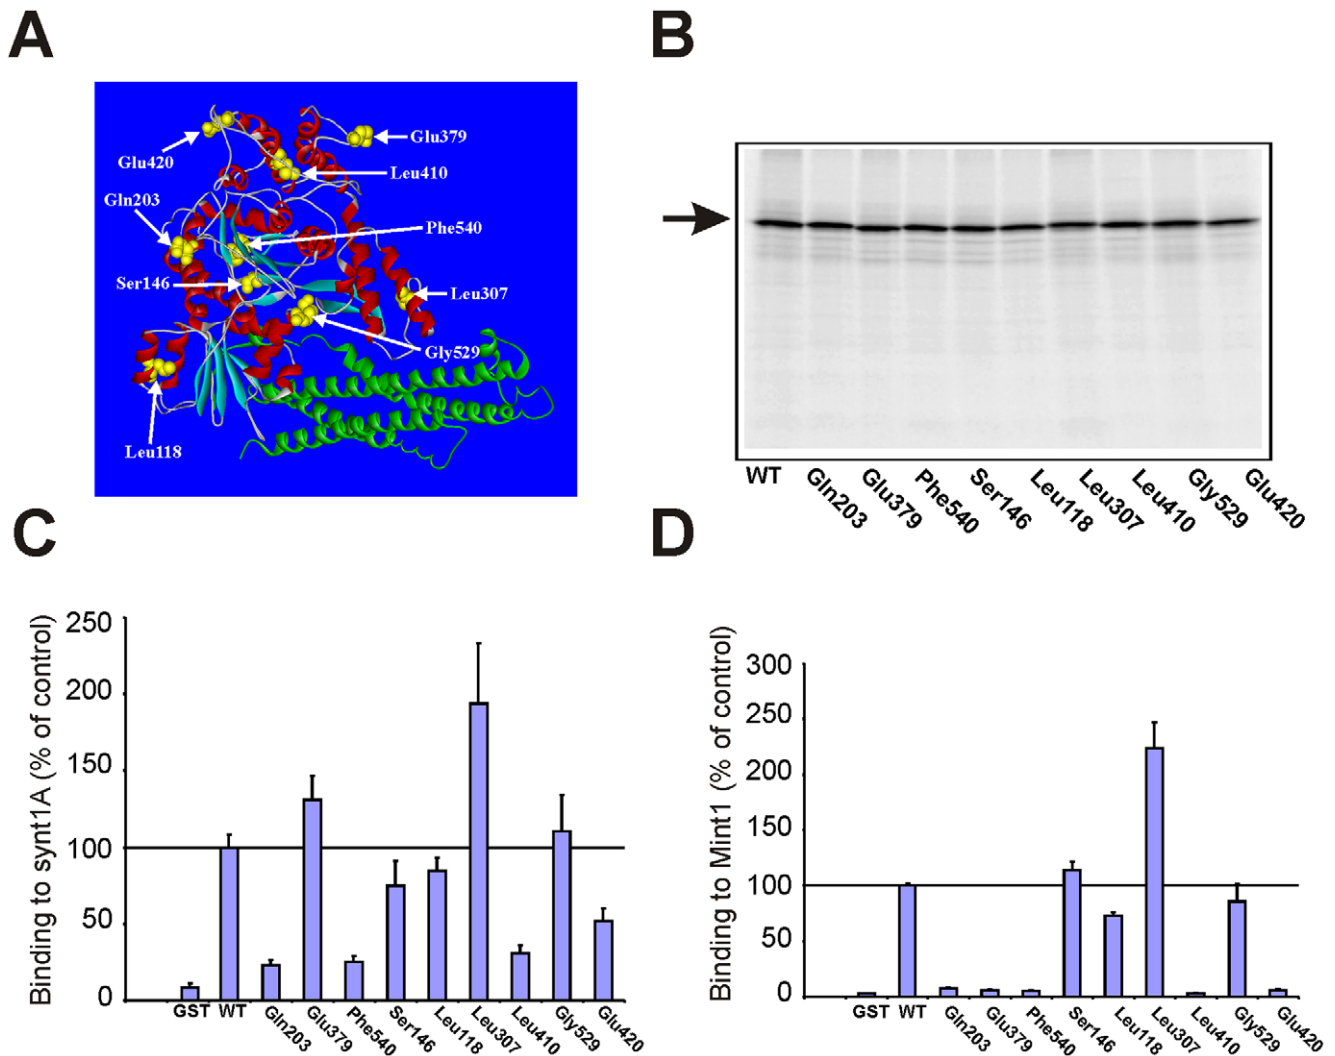 A
Glu379
Glu420
Leu410
Gln203
Phe540
Ser146
Leu307
Gly529
Leu118
B
WT
Gln203
Glu379
Phe540
Ser146
Leu118
Leu307
Leu410
Gly529
Glu420
C
Binding to synt1A (% of control)
250
200
150
100
50
0
GST
WT
Gln203
Glu379
Phe540
Ser146
Leu118
Leu307
Leu410
Gly529
Glu420
D
Binding to Mint1 (% of control)
300
250
200
150
100
50
0
GST
WT
Gln203
Glu379
Phe540
Ser146
Leu118
Leu307
Leu410
Gly529
Glu420